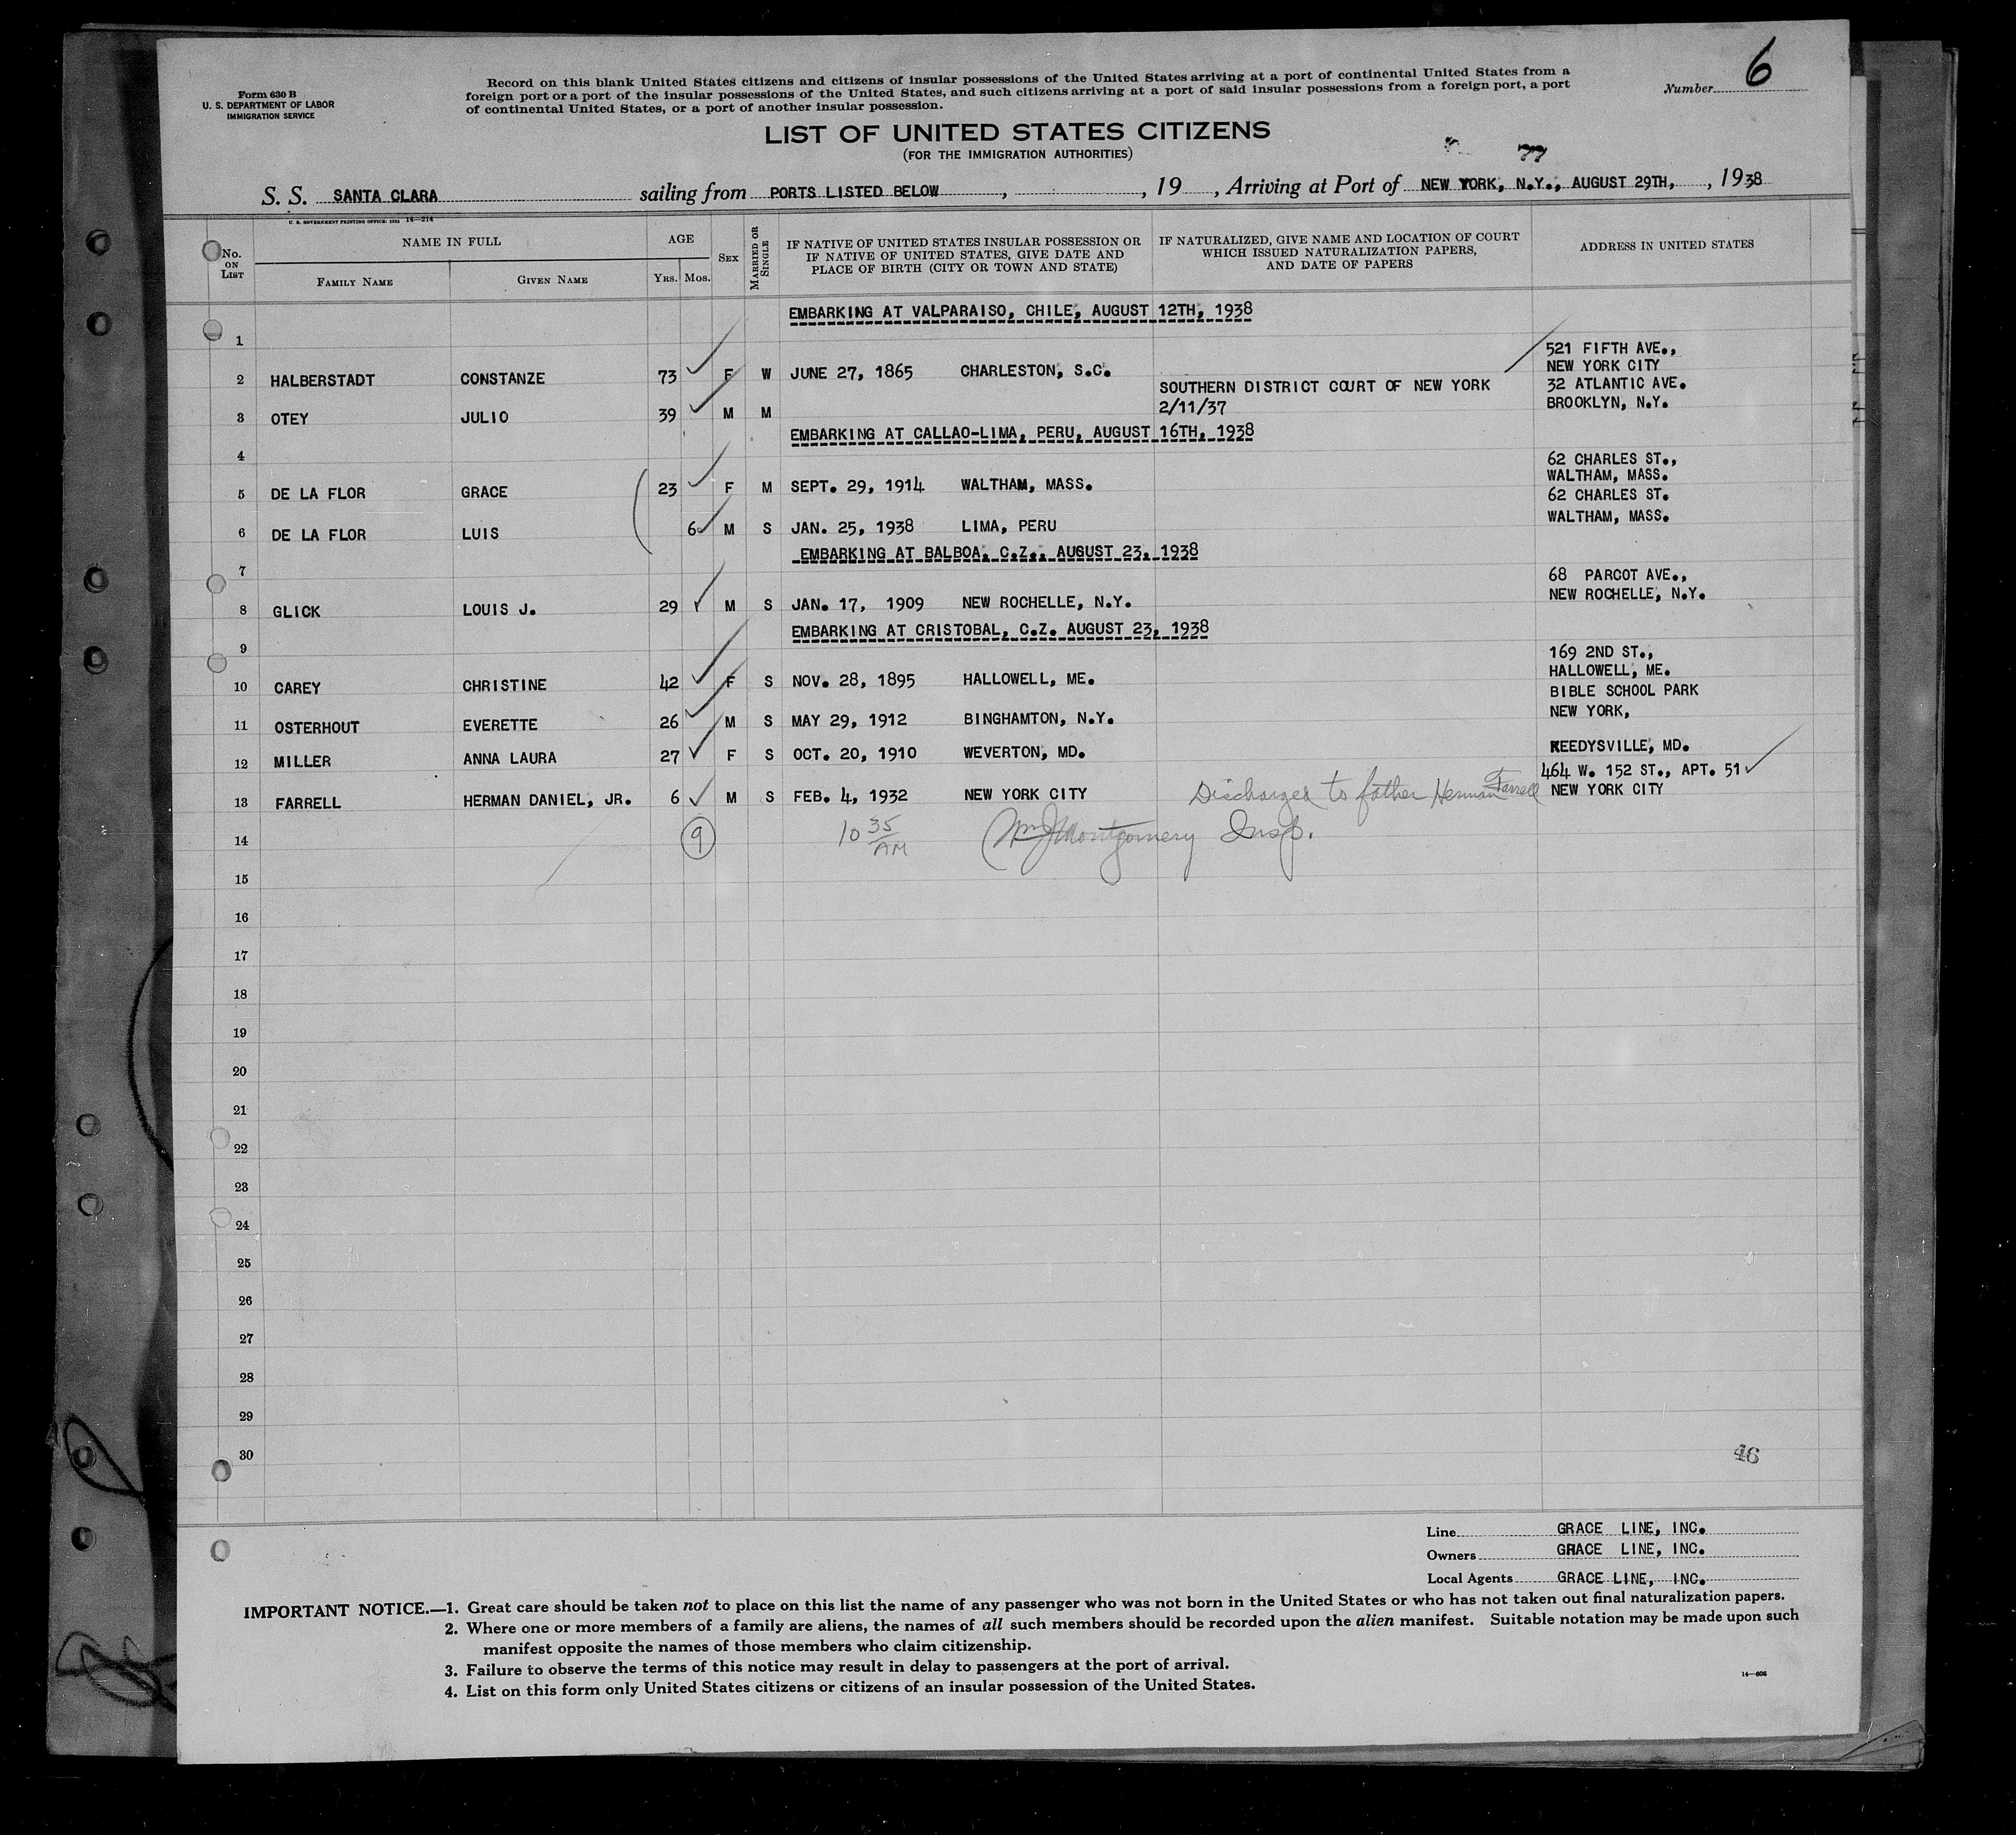 Form 630 B
U. S. DEPARTMENT OF LABOR
IMMIGRATION SERVICE
Record on this blank United States citizens and citizens of insular possessions of the United States arriving at a port of continental United States from a
foreign port or a port of the insular possessions of the United States, and such citizens arriving at a port of said insular possessions from a foreign port, a port
of continental United States, or a port of another insular possession.
Number 6
LIST OF UNITED STATES CITIZENS
(FOR THE IMMIGRATION AUTHORITIES)
77
S. S. SANTA CLARA sailing from PORTS LISTED BELOW, , 19 , Arriving at Port of NEW YORK, N.Y., AUGUST 29TH, , 1938
U. S. GOVERNMENT PRINTING OFFICE: 1931 14—214
No. ON LIST
NAME IN FULL
FAMILY NAME
GIVEN NAME
AGE
YRS. MOS.
SEX
MARRIED OR SINGLE
IF NATIVE OF UNITED STATES INSULAR POSSESSION OR
IF NATIVE OF UNITED STATES, GIVE DATE AND
PLACE OF BIRTH (CITY OR TOWN AND STATE)
IF NATURALIZED, GIVE NAME AND LOCATION OF COURT
WHICH ISSUED NATURALIZATION PAPERS,
AND DATE OF PAPERS
ADDRESS IN UNITED STATES
EMBARKING AT VALPARAISO, CHILE, AUGUST 12TH, 1938
1
521 FIFTH AVE.,
2 HALBERSTADT CONSTANZE 73 F W JUNE 27, 1865 CHARLESTON, S.C. NEW YORK CITY
SOUTHERN DISTRICT COURT OF NEW YORK 32 ATLANTIC AVE.
3 OTEY JULIO 39 M M 2/11/37 BROOKLYN, N.Y.
EMBARKING AT CALLAO-LIMA, PERU, AUGUST 16TH, 1938
4
62 CHARLES ST.,
5 DE LA FLOR GRACE 23 F M SEPT. 29, 1914 WALTHAM, MASS. WALTHAM, MASS.
62 CHARLES ST.
6 DE LA FLOR LUIS 6 M S JAN. 25, 1938 LIMA, PERU WALTHAM, MASS.
EMBARKING AT BALBOA, C.Z., AUGUST 23, 1938
7
68 PARCOT AVE.,
8 GLICK LOUIS J. 29 M S JAN. 17, 1909 NEW ROCHELLE, N.Y. NEW ROCHELLE, N.Y.
EMBARKING AT CRISTOBAL, C.Z. AUGUST 23, 1938
9
169 2ND ST.,
10 CAREY CHRISTINE 42 F S NOV. 28, 1895 HALLOWELL, ME. HALLOWELL, ME.
BIBLE SCHOOL PARK
11 OSTERHOUT EVERETTE 26 M S MAY 29, 1912 BINGHAMTON, N.Y. NEW YORK,
12 MILLER ANNA LAURA 27 F S OCT. 20, 1910 WEVERTON, MD. KEEDYSVILLE, MD.
464 W. 152 ST., APT. 51
13 FARRELL HERMAN DANIEL, JR. 6 M S FEB. 4, 1932 NEW YORK CITY Discharged to father Herman Farrell NEW YORK CITY
14 9 10 35 AM Wm J Montgomery Insp.
15
16
17
18
19
20
21
22
23
24
25
26
27
28
29
30
46
Line GRACE LINE, INC.
Owners GRACE LINE, INC.
Local Agents GRACE LINE, INC.
IMPORTANT NOTICE.—1. Great care should be taken not to place on this list the name of any passenger who was not born in the United States or who has not taken out final naturalization papers.
2. Where one or more members of a family are aliens, the names of all such members should be recorded upon the alien manifest. Suitable notation may be made upon such
manifest opposite the names of those members who claim citizenship.
3. Failure to observe the terms of this notice may result in delay to passengers at the port of arrival.
4. List on this form only United States citizens or citizens of an insular possession of the United States.
14—606